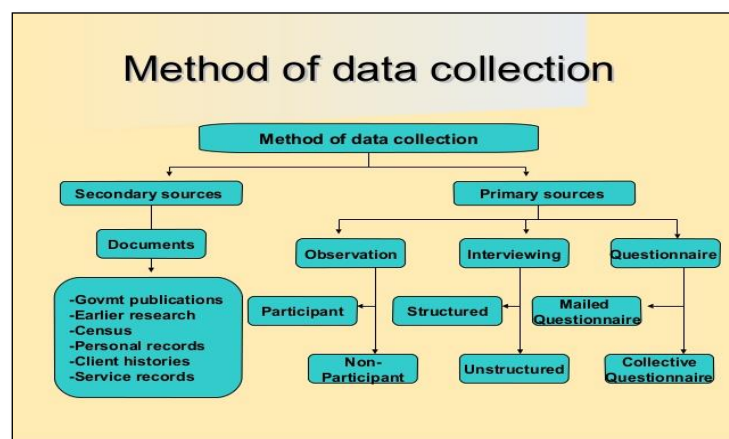 Method of data collection
Method of data collection
Secondary sources
Primary sources
Documents
Observation
Interviewing
Questionnaire
-Govmt publications
-Earlier research
-Census
-Personal records
-Client histories
-Service records
Participant
Structured
Mailed
Questionnaire
Non-
Participant
Unstructured
Collective
Questionnaire